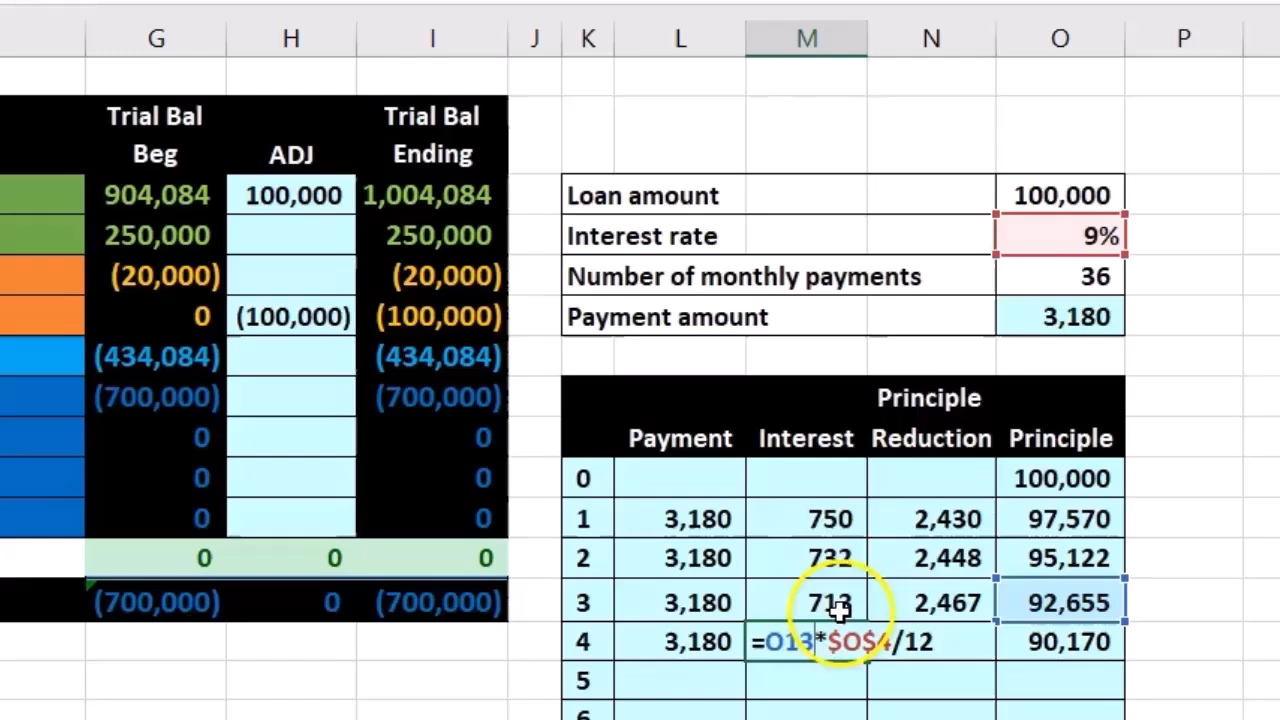 G H I J K L M N O P
Trial Bal Trial Bal
Beg ADJ Ending
904,084 100,000 1,004,084 Loan amount 100,000
250,000 250,000 Interest rate 9%
(20,000) (20,000) Number of monthly payments 36
0 (100,000) (100,000) Payment amount 3,180
(434,084) (434,084)
(700,000) (700,000) Principle
0 0 Payment Interest Reduction Principle
0 0 0 100,000
0 0 1 3,180 750 2,430 97,570
0 0 0 2 3,180 732 2,448 95,122
(700,000) 0 (700,000) 3 3,180 713 2,467 92,655
4 3,180 =O13*$O$4/12 90,170
5